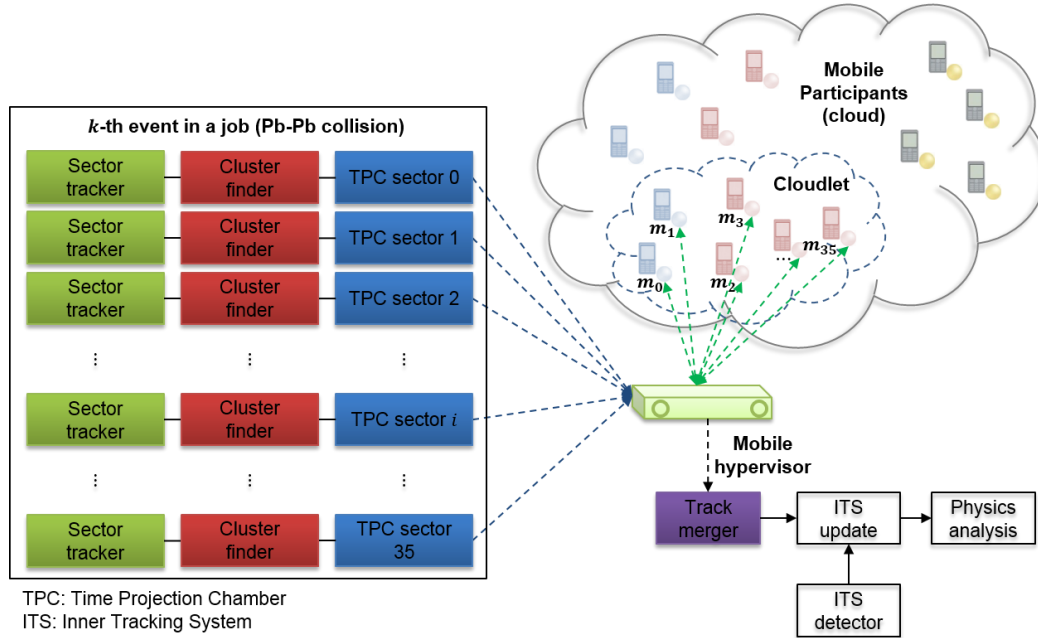 k-th event in a job (Pb-Pb collision)
Sector
tracker
Cluster
finder
TPC sector 0
Sector
tracker
Cluster
finder
TPC sector 1
Sector
tracker
Cluster
finder
TPC sector 2
⋮
⋮
⋮
Sector
tracker
Cluster
finder
TPC sector i
⋮
⋮
⋮
Sector
tracker
Cluster
finder
TPC sector
35
TPC: Time Projection Chamber
ITS: Inner Tracking System
Mobile
Participants
(cloud)
Cloudlet
m₁
m₃
...
m₃₅
m₀
m₂
Mobile
hypervisor
Track
merger
ITS
update
Physics
analysis
ITS
detector